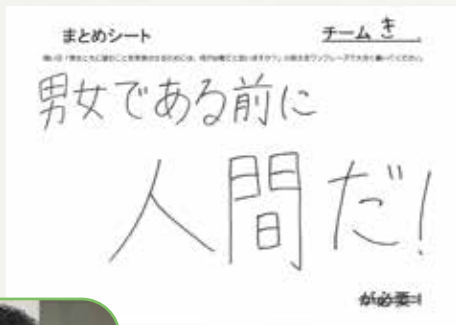 まとめシート
チーム き
男女である前に
人間だ!
が必要!